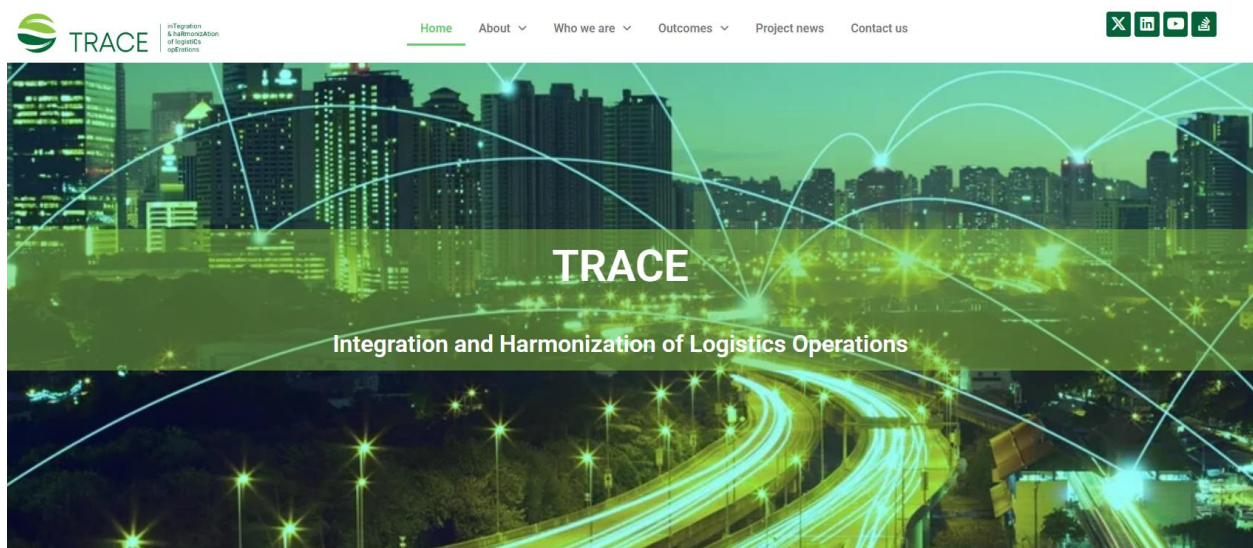 TRACE
inTegration
& haRmonizAtion
of logistiCs
opErations
Home About Who we are Outcomes Project news Contact us
TRACE
Integration and Harmonization of Logistics Operations